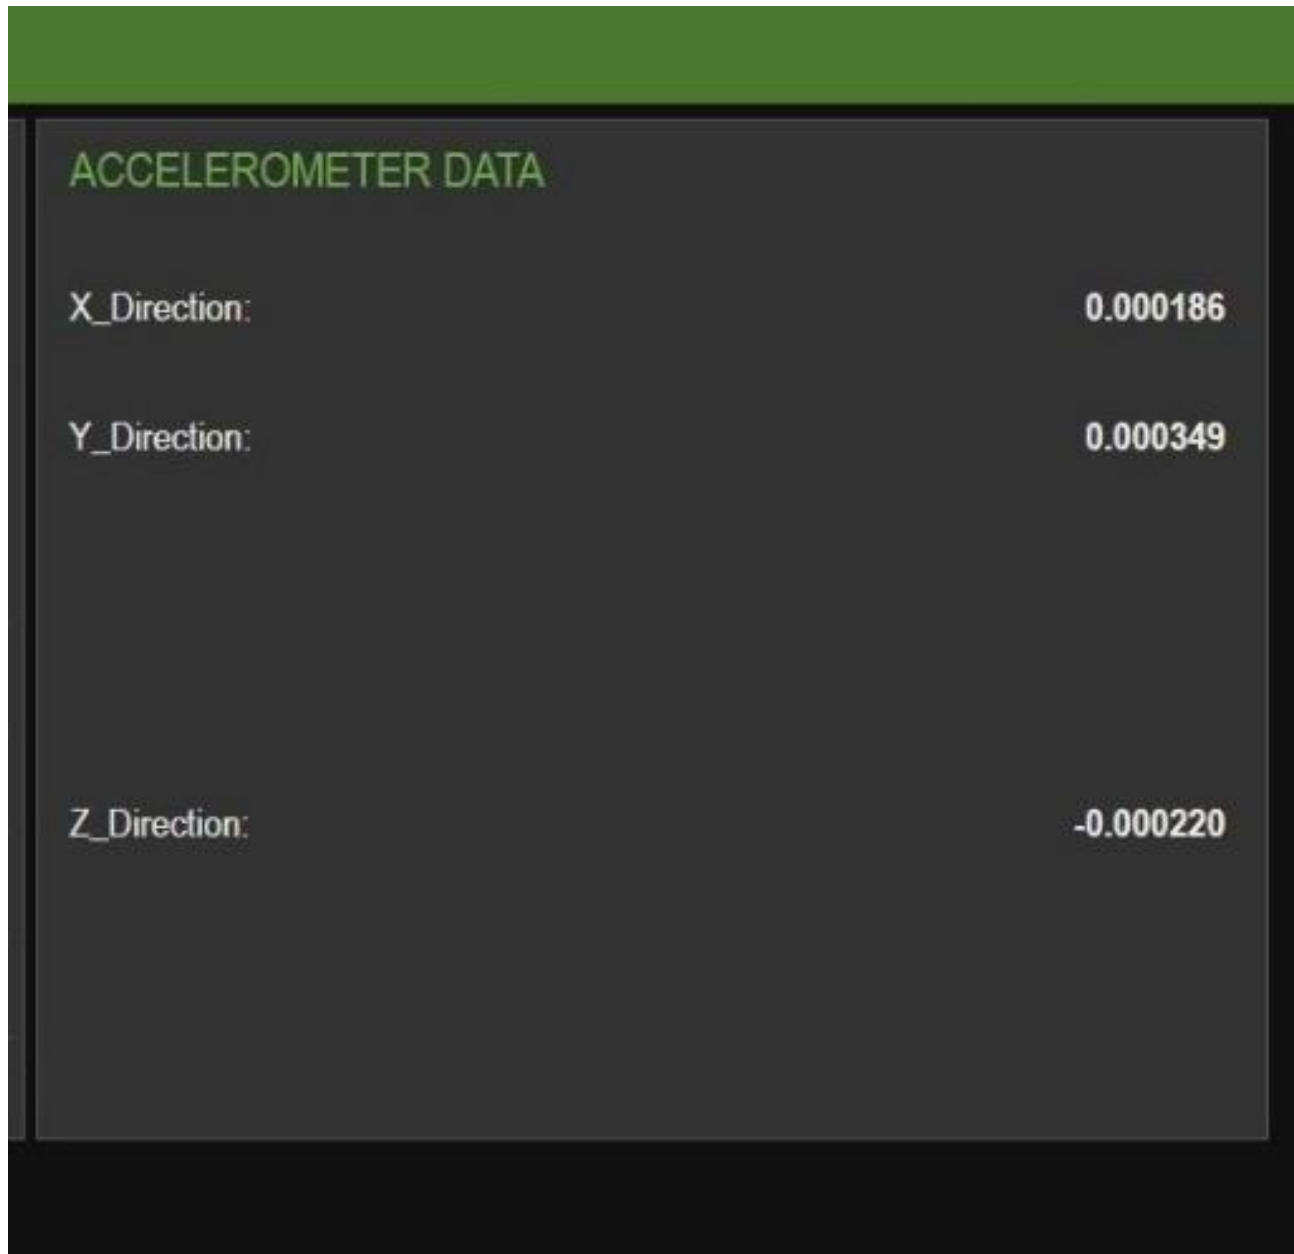 ACCELEROMETER DATA
X_Direction: 0.000186
Y_Direction: 0.000349
Z_Direction: -0.000220